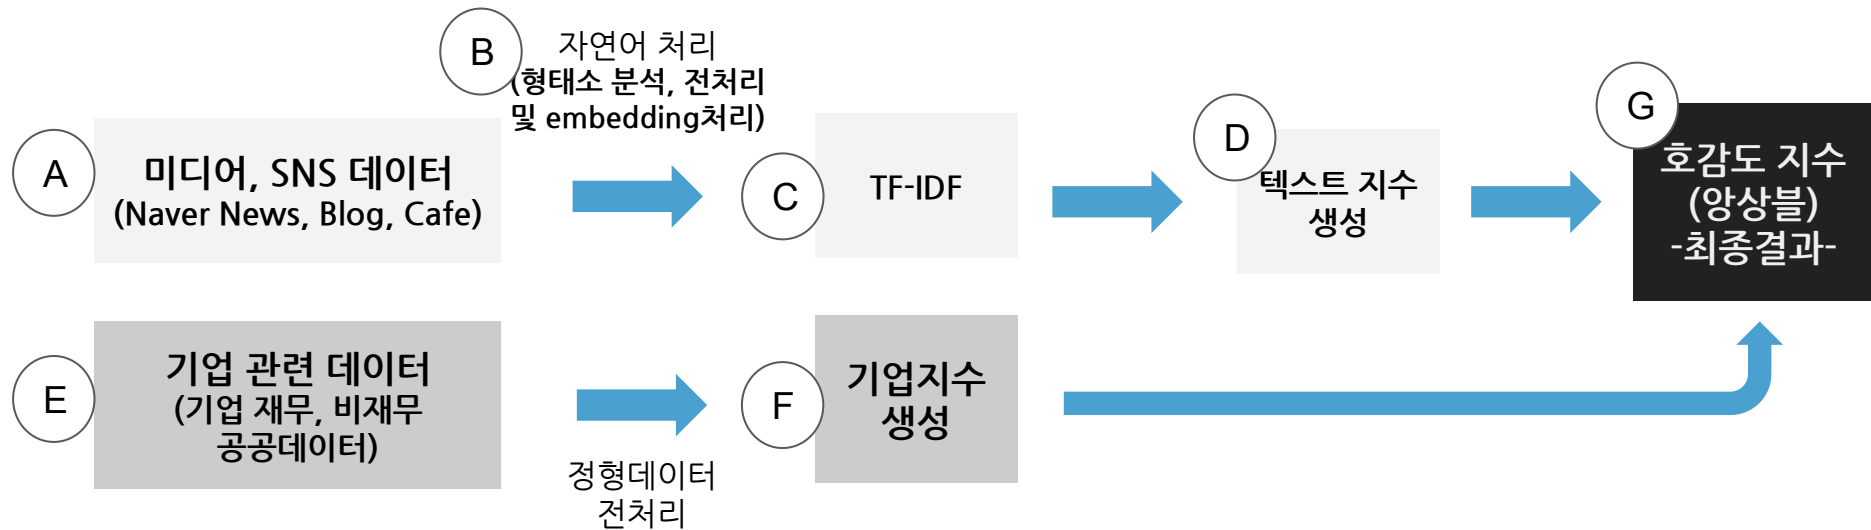 A
미디어, SNS 데이터
(Naver News, Blog, Cafe)
B
자연어 처리
(형태소 분석, 전처리
및 embedding처리)
C
TF-IDF
D
텍스트 지수
생성
G
호감도 지수
(앙상블)
-최종결과-
E
기업 관련 데이터
(기업 재무, 비재무
공공데이터)
정형데이터
전처리
F
기업지수
생성